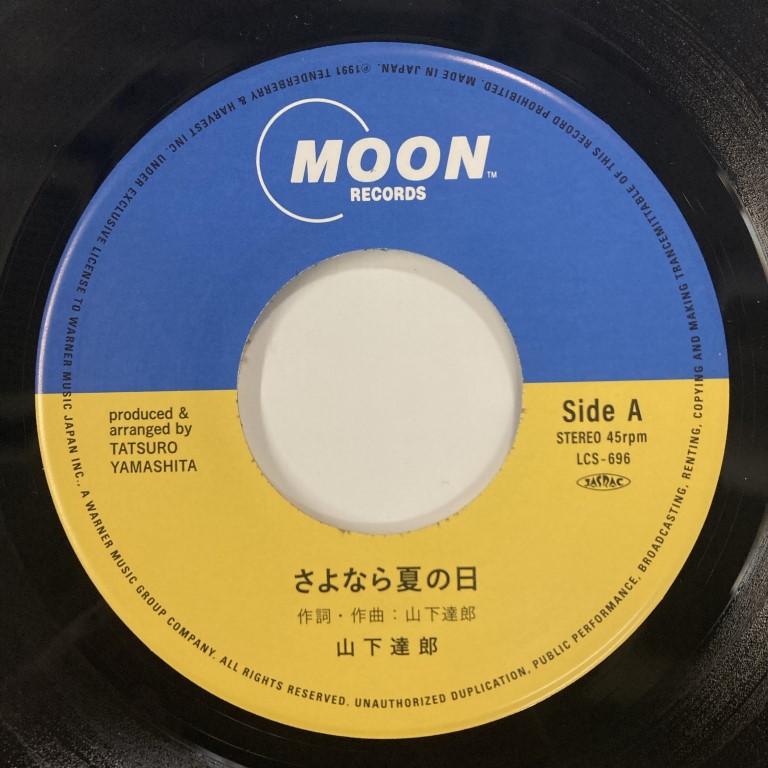 MOON™
RECORDS
produced &
arranged by
TATSURO
YAMASHITA
Side A
STEREO 45rpm
LCS-696
JASRAC
さよなら夏の日
作詞・作曲：山下達郎
山下達郎
℗1991 TENDERBERRY & HARVEST INC. UNDER EXCLUSIVE LICENSE TO WARNER MUSIC JAPAN INC., A WARNER MUSIC GROUP COMPANY. ALL RIGHTS RESERVED. UNAUTHORIZED DUPLICATION, PUBLIC PERFORMANCE, BROADCASTING, RENTING, COPYING AND MAKING TRANCEMITTABLE OF THIS RECORD PROHIBITED. MADE IN JAPAN.